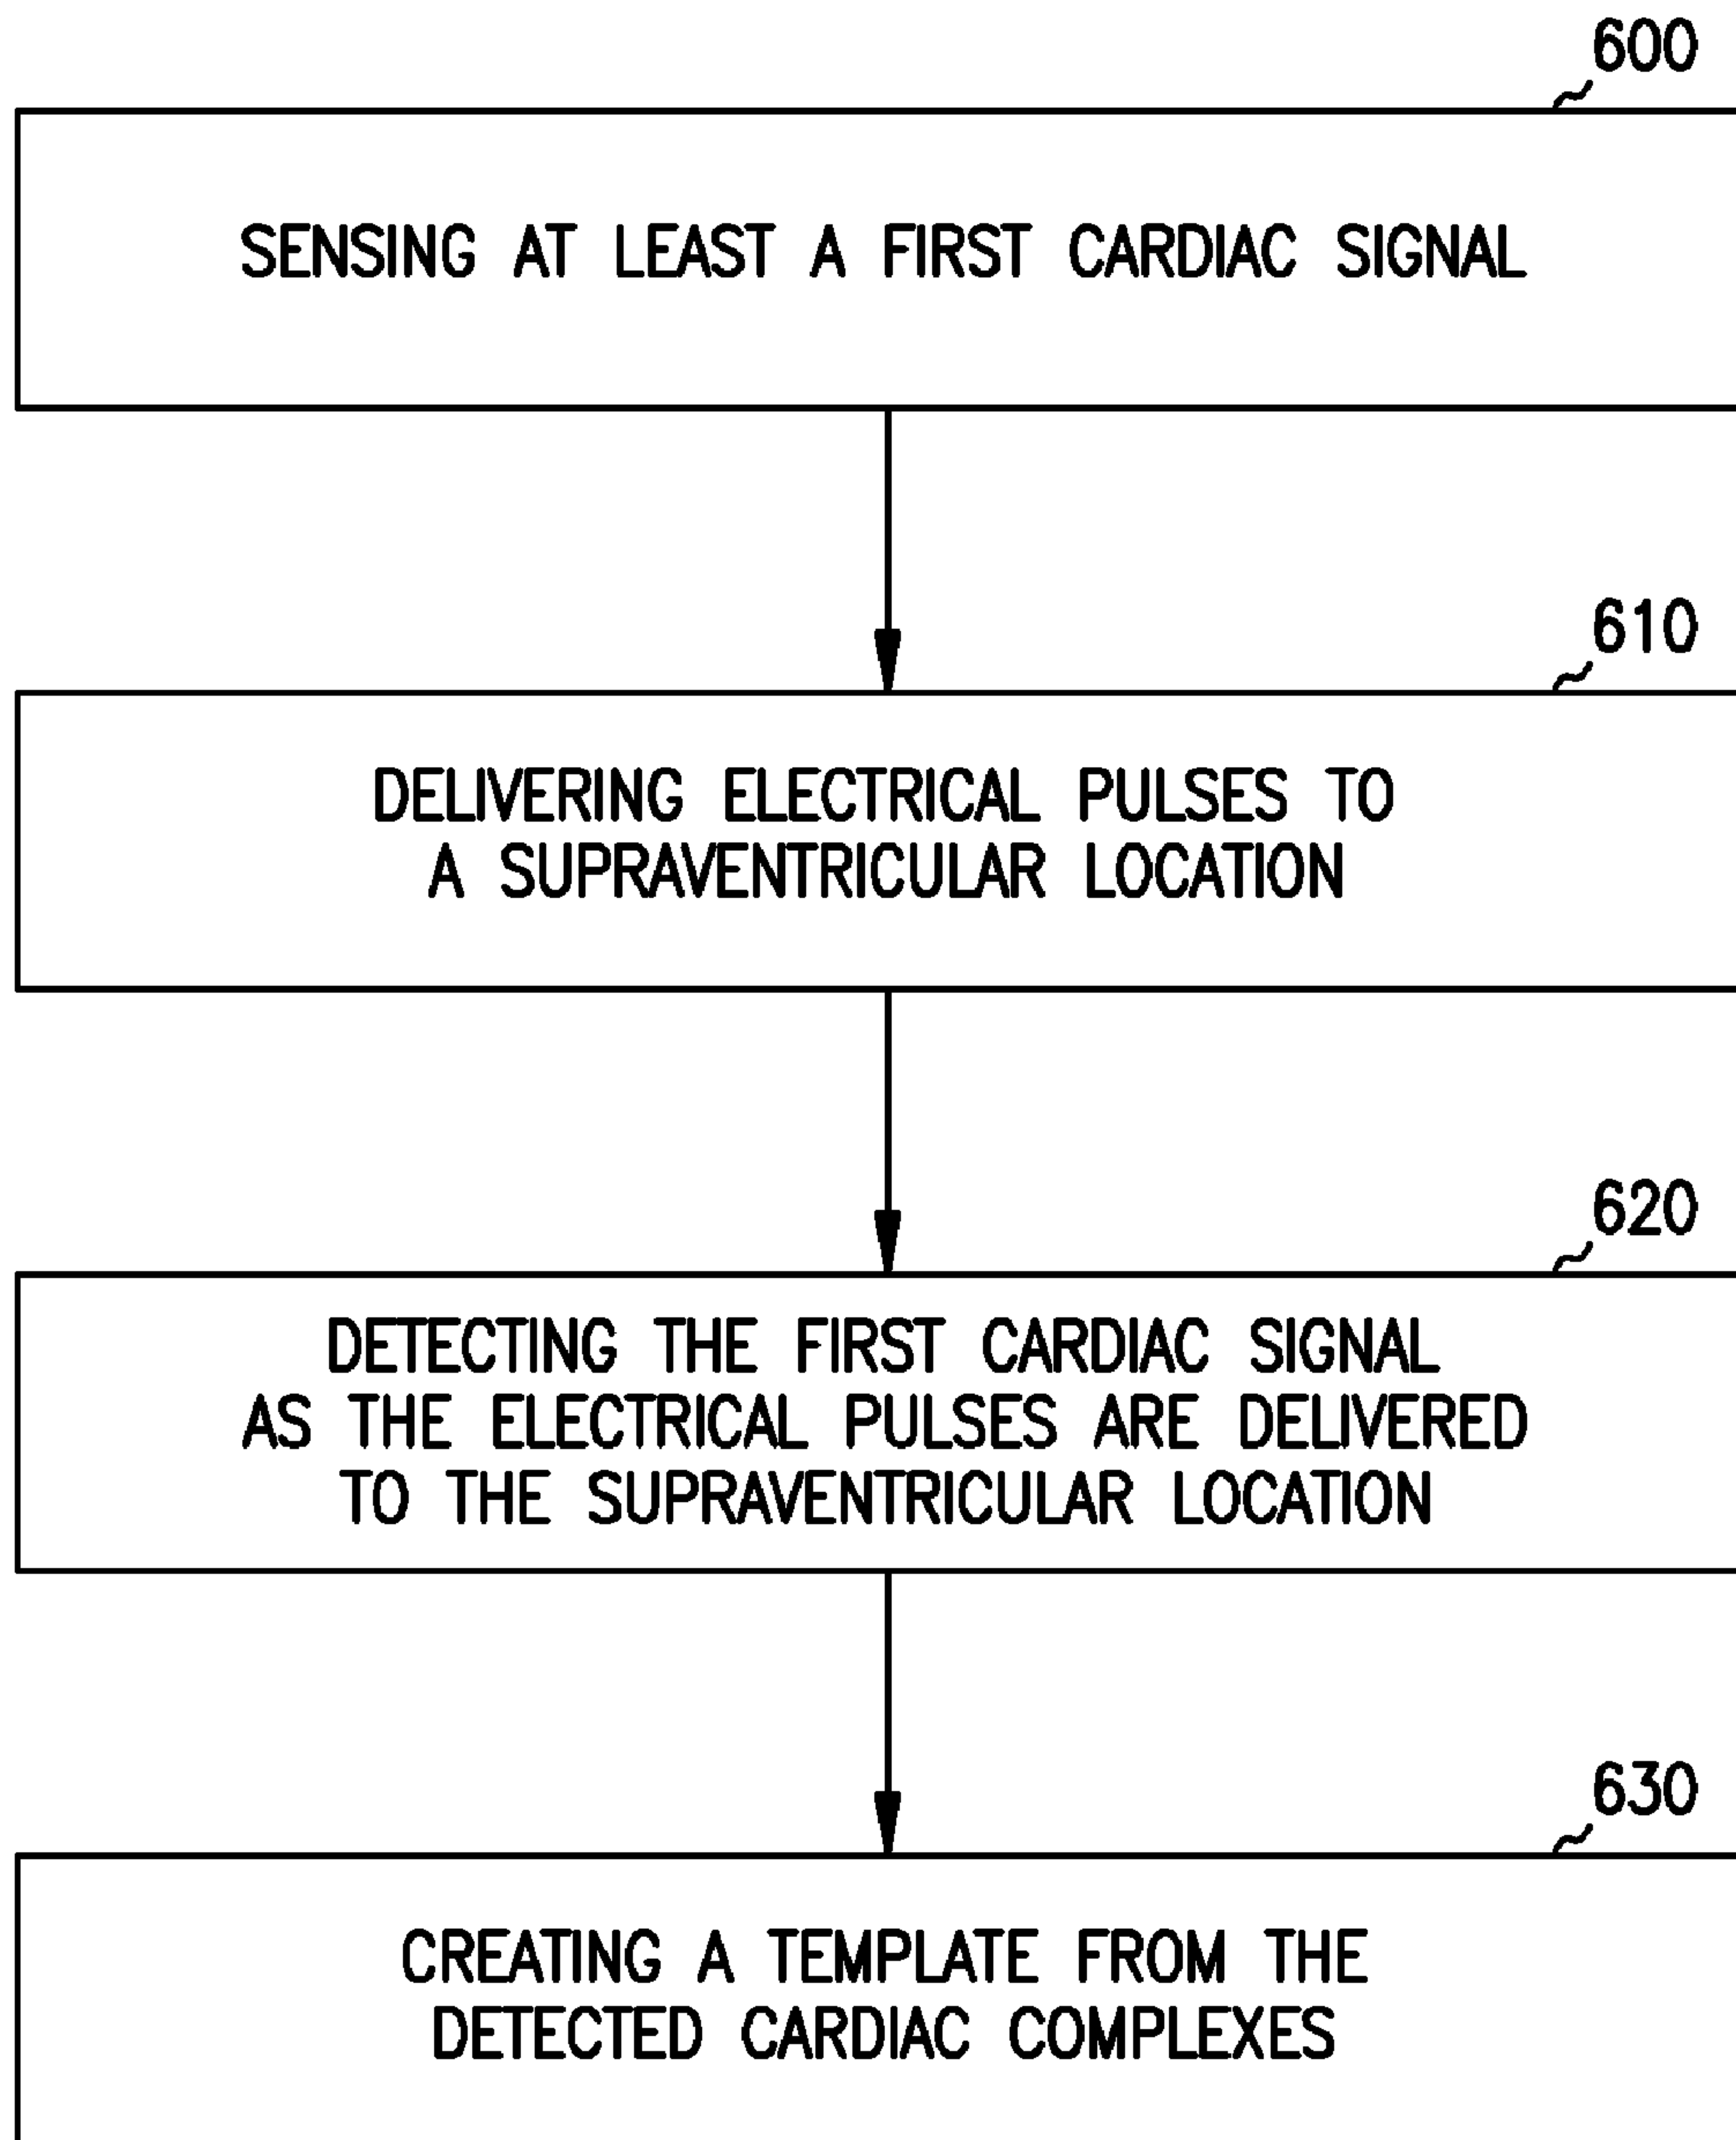 600
SENSING AT LEAST A FIRST CARDIAC SIGNAL
610
DELIVERING ELECTRICAL PULSES TO
A SUPRAVENTRICULAR LOCATION
620
DETECTING THE FIRST CARDIAC SIGNAL
AS THE ELECTRICAL PULSES ARE DELIVERED
TO THE SUPRAVENTRICULAR LOCATION
630
CREATING A TEMPLATE FROM THE
DETECTED CARDIAC COMPLEXES